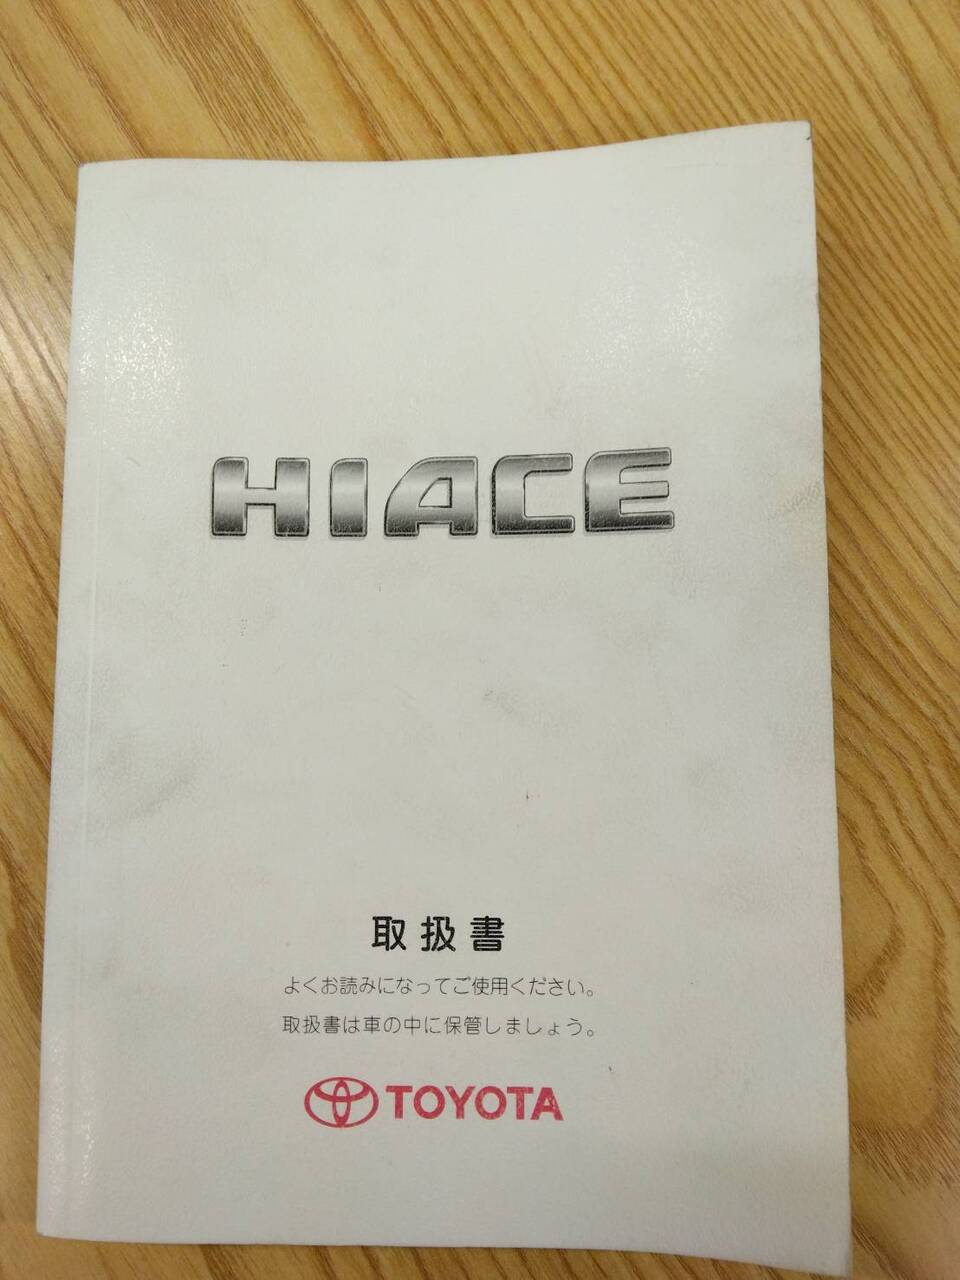 HIACE
取扱書
よくお読みになってご使用ください。
取扱書は車の中に保管しましょう。
TOYOTA